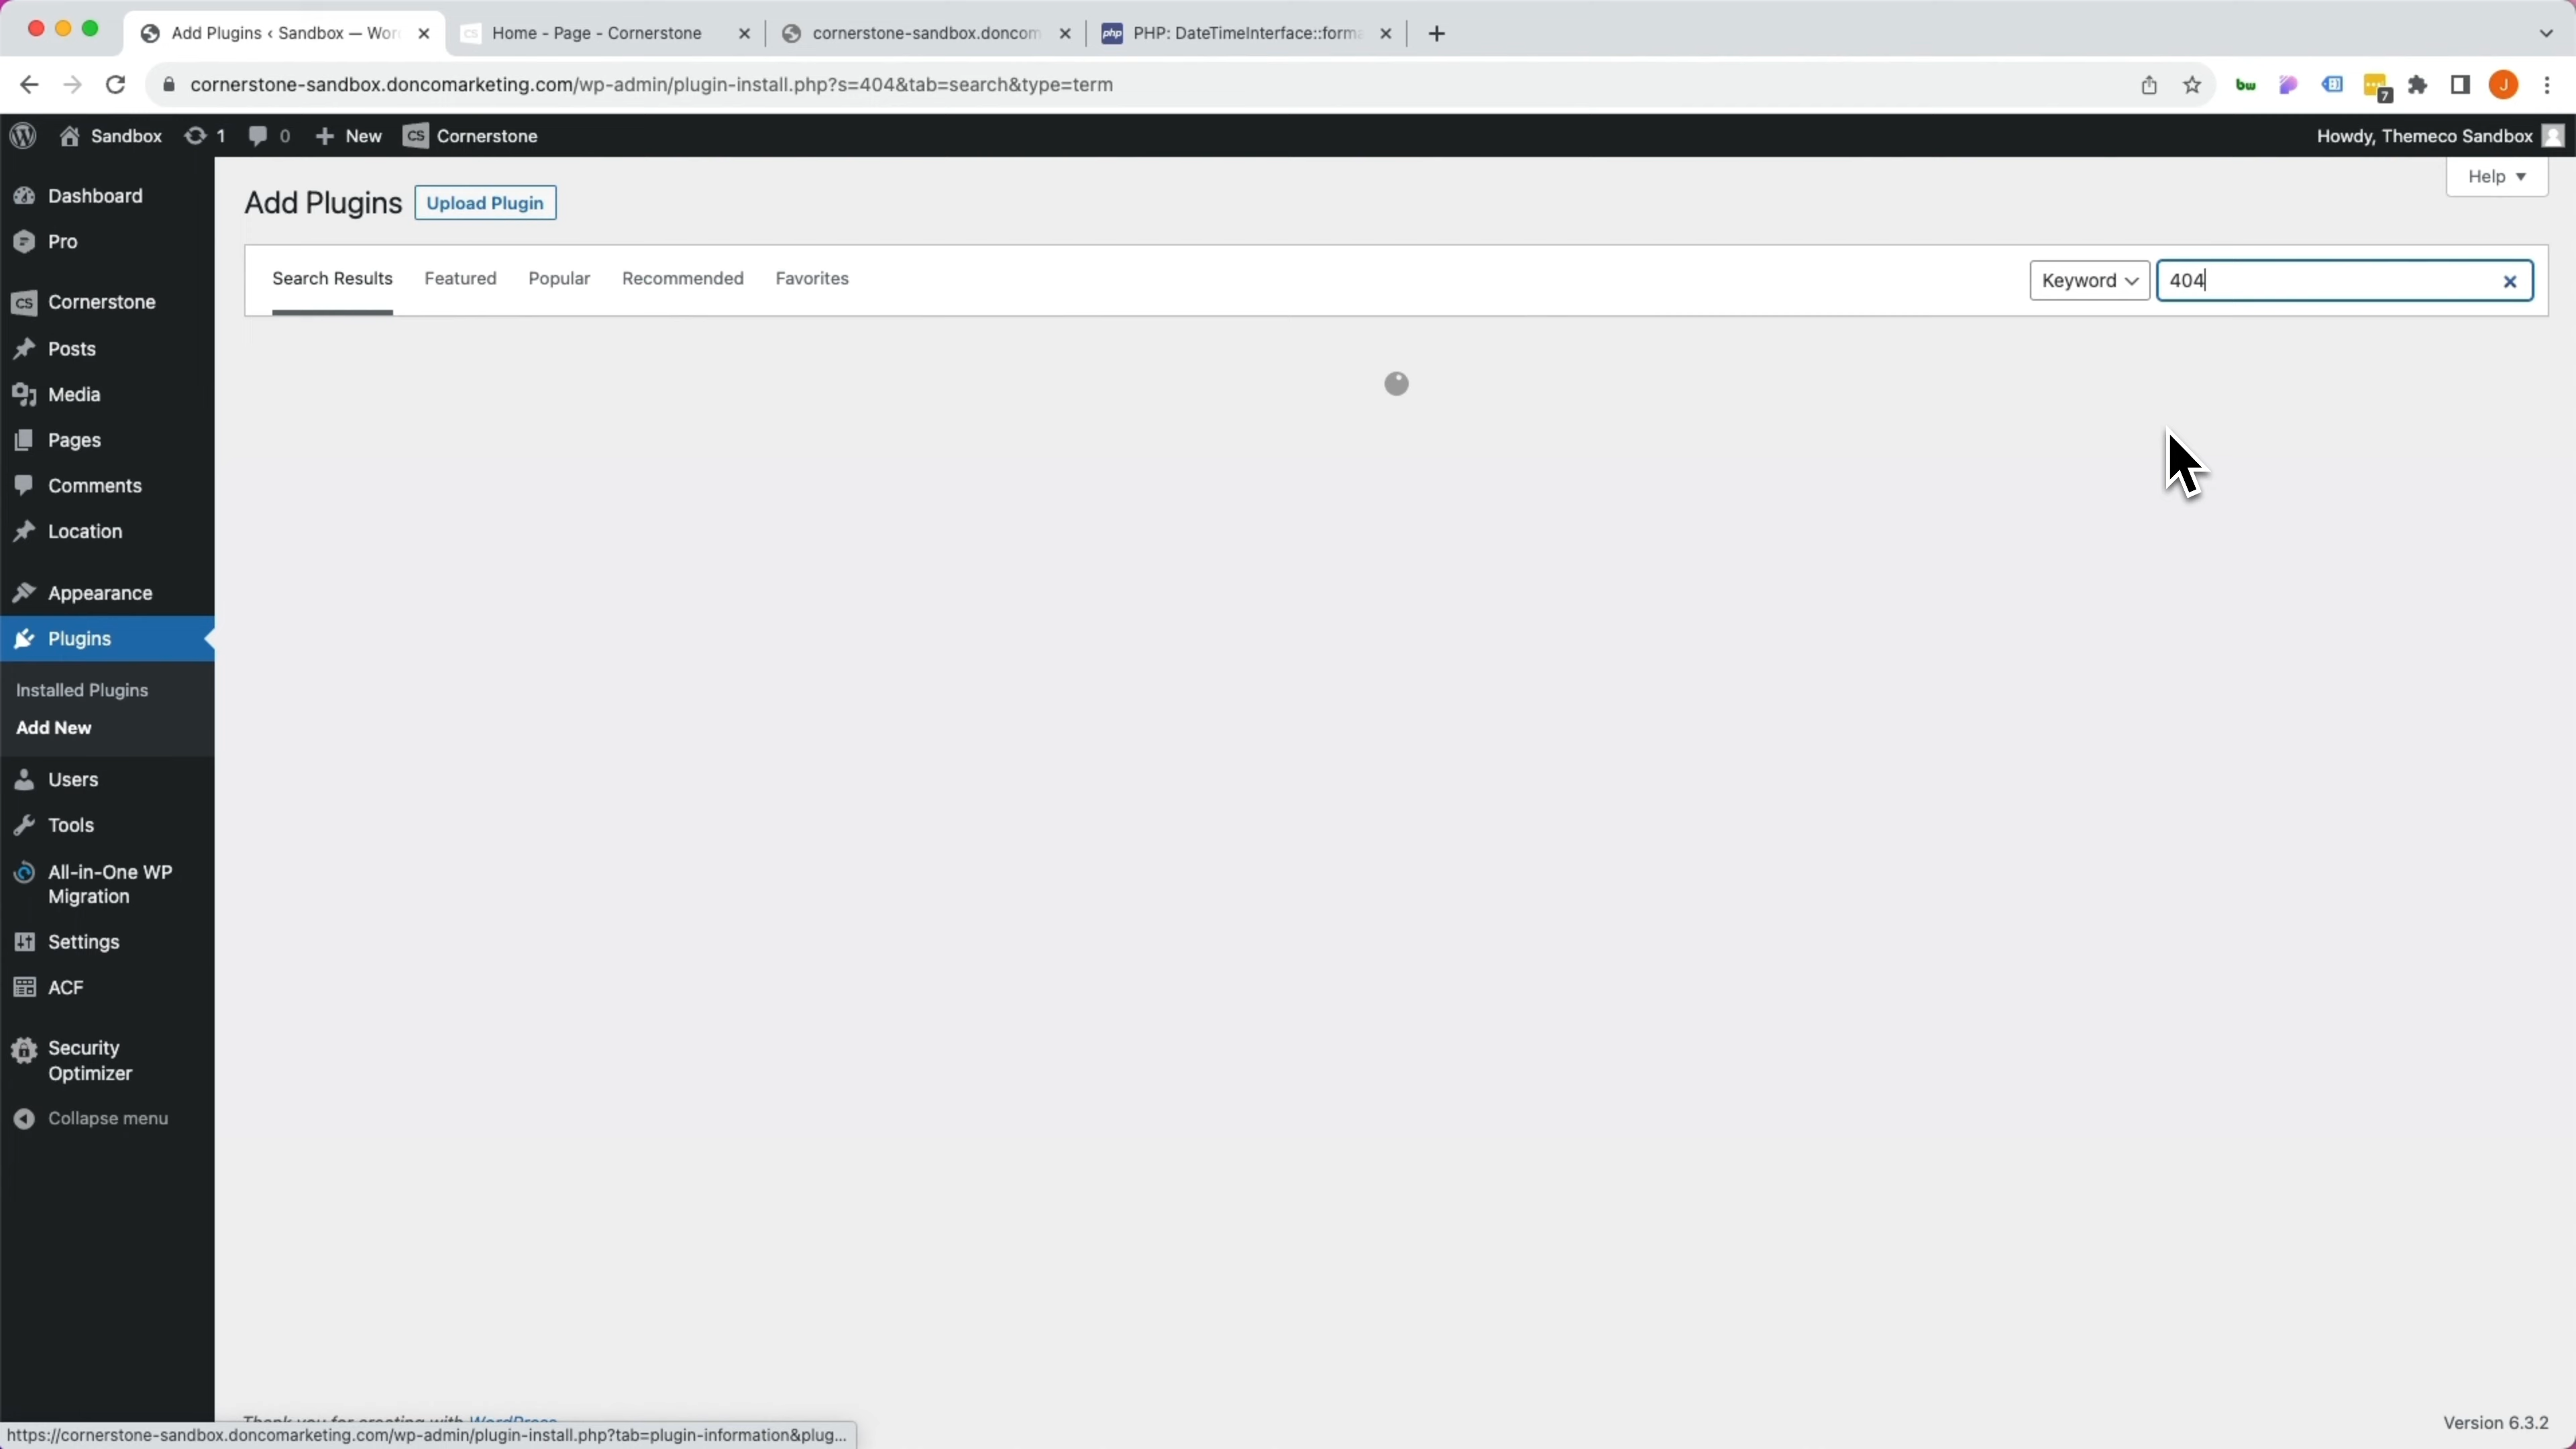 Add Plugins ‹ Sandbox — Wor
Home - Page - Cornerstone
cornerstone-sandbox.doncom
php
PHP: DateTimeInterface::forma
cornerstone-sandbox.doncomarketing.com/wp-admin/plugin-install.php?s=404&tab=search&type=term
bw
7
J
Sandbox
1
0
New
CS
Cornerstone
Howdy, Themeco Sandbox
Help
Dashboard
Pro
CS
Cornerstone
Posts
Media
Pages
Comments
Location
Appearance
Plugins
Installed Plugins
Add New
Users
Tools
All-in-One WP
Migration
Settings
ACF
Security
Optimizer
Collapse menu
Add Plugins
Upload Plugin
Search Results
Featured
Popular
Recommended
Favorites
Keyword
404
Thank you for creating with WordPress
Version 6.3.2
https://cornerstone-sandbox.doncomarketing.com/wp-admin/plugin-install.php?tab=plugin-information&plug...